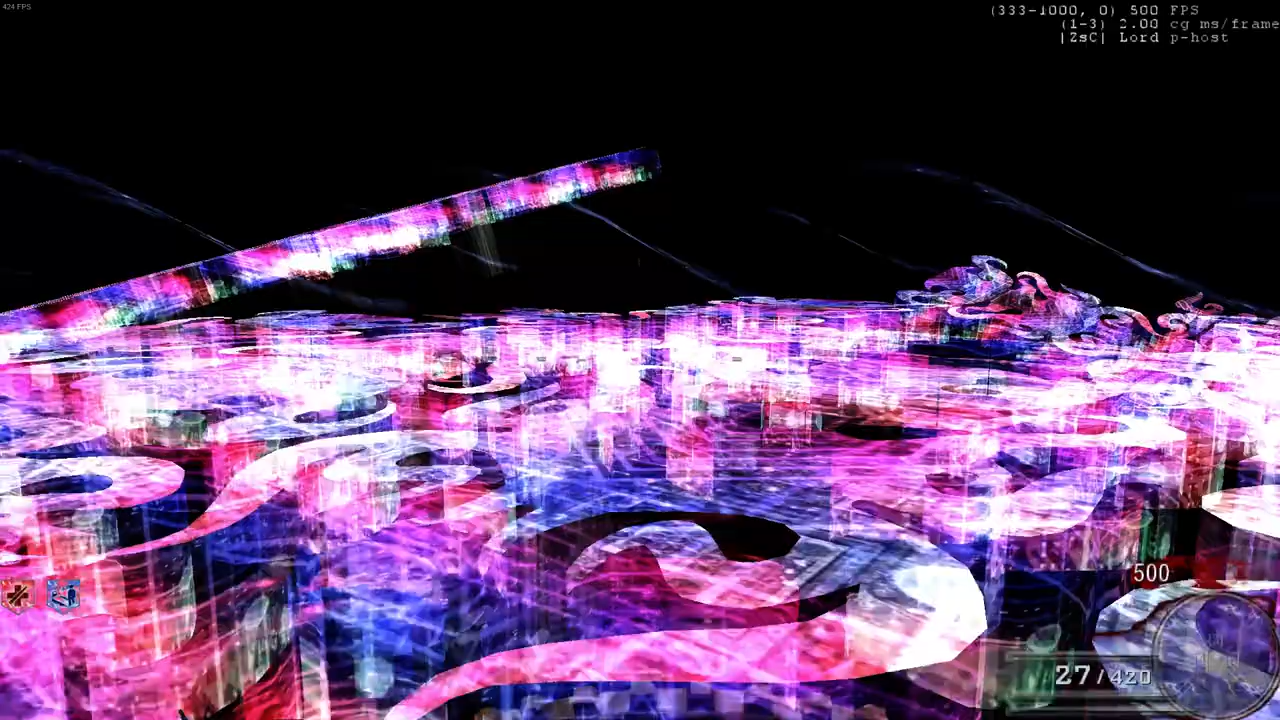 424 FPS
(333-1000, 0) 500 FPS
(1-3) 2.00 cg ms/frame
|ZsC| Lord p-host
500
27/420